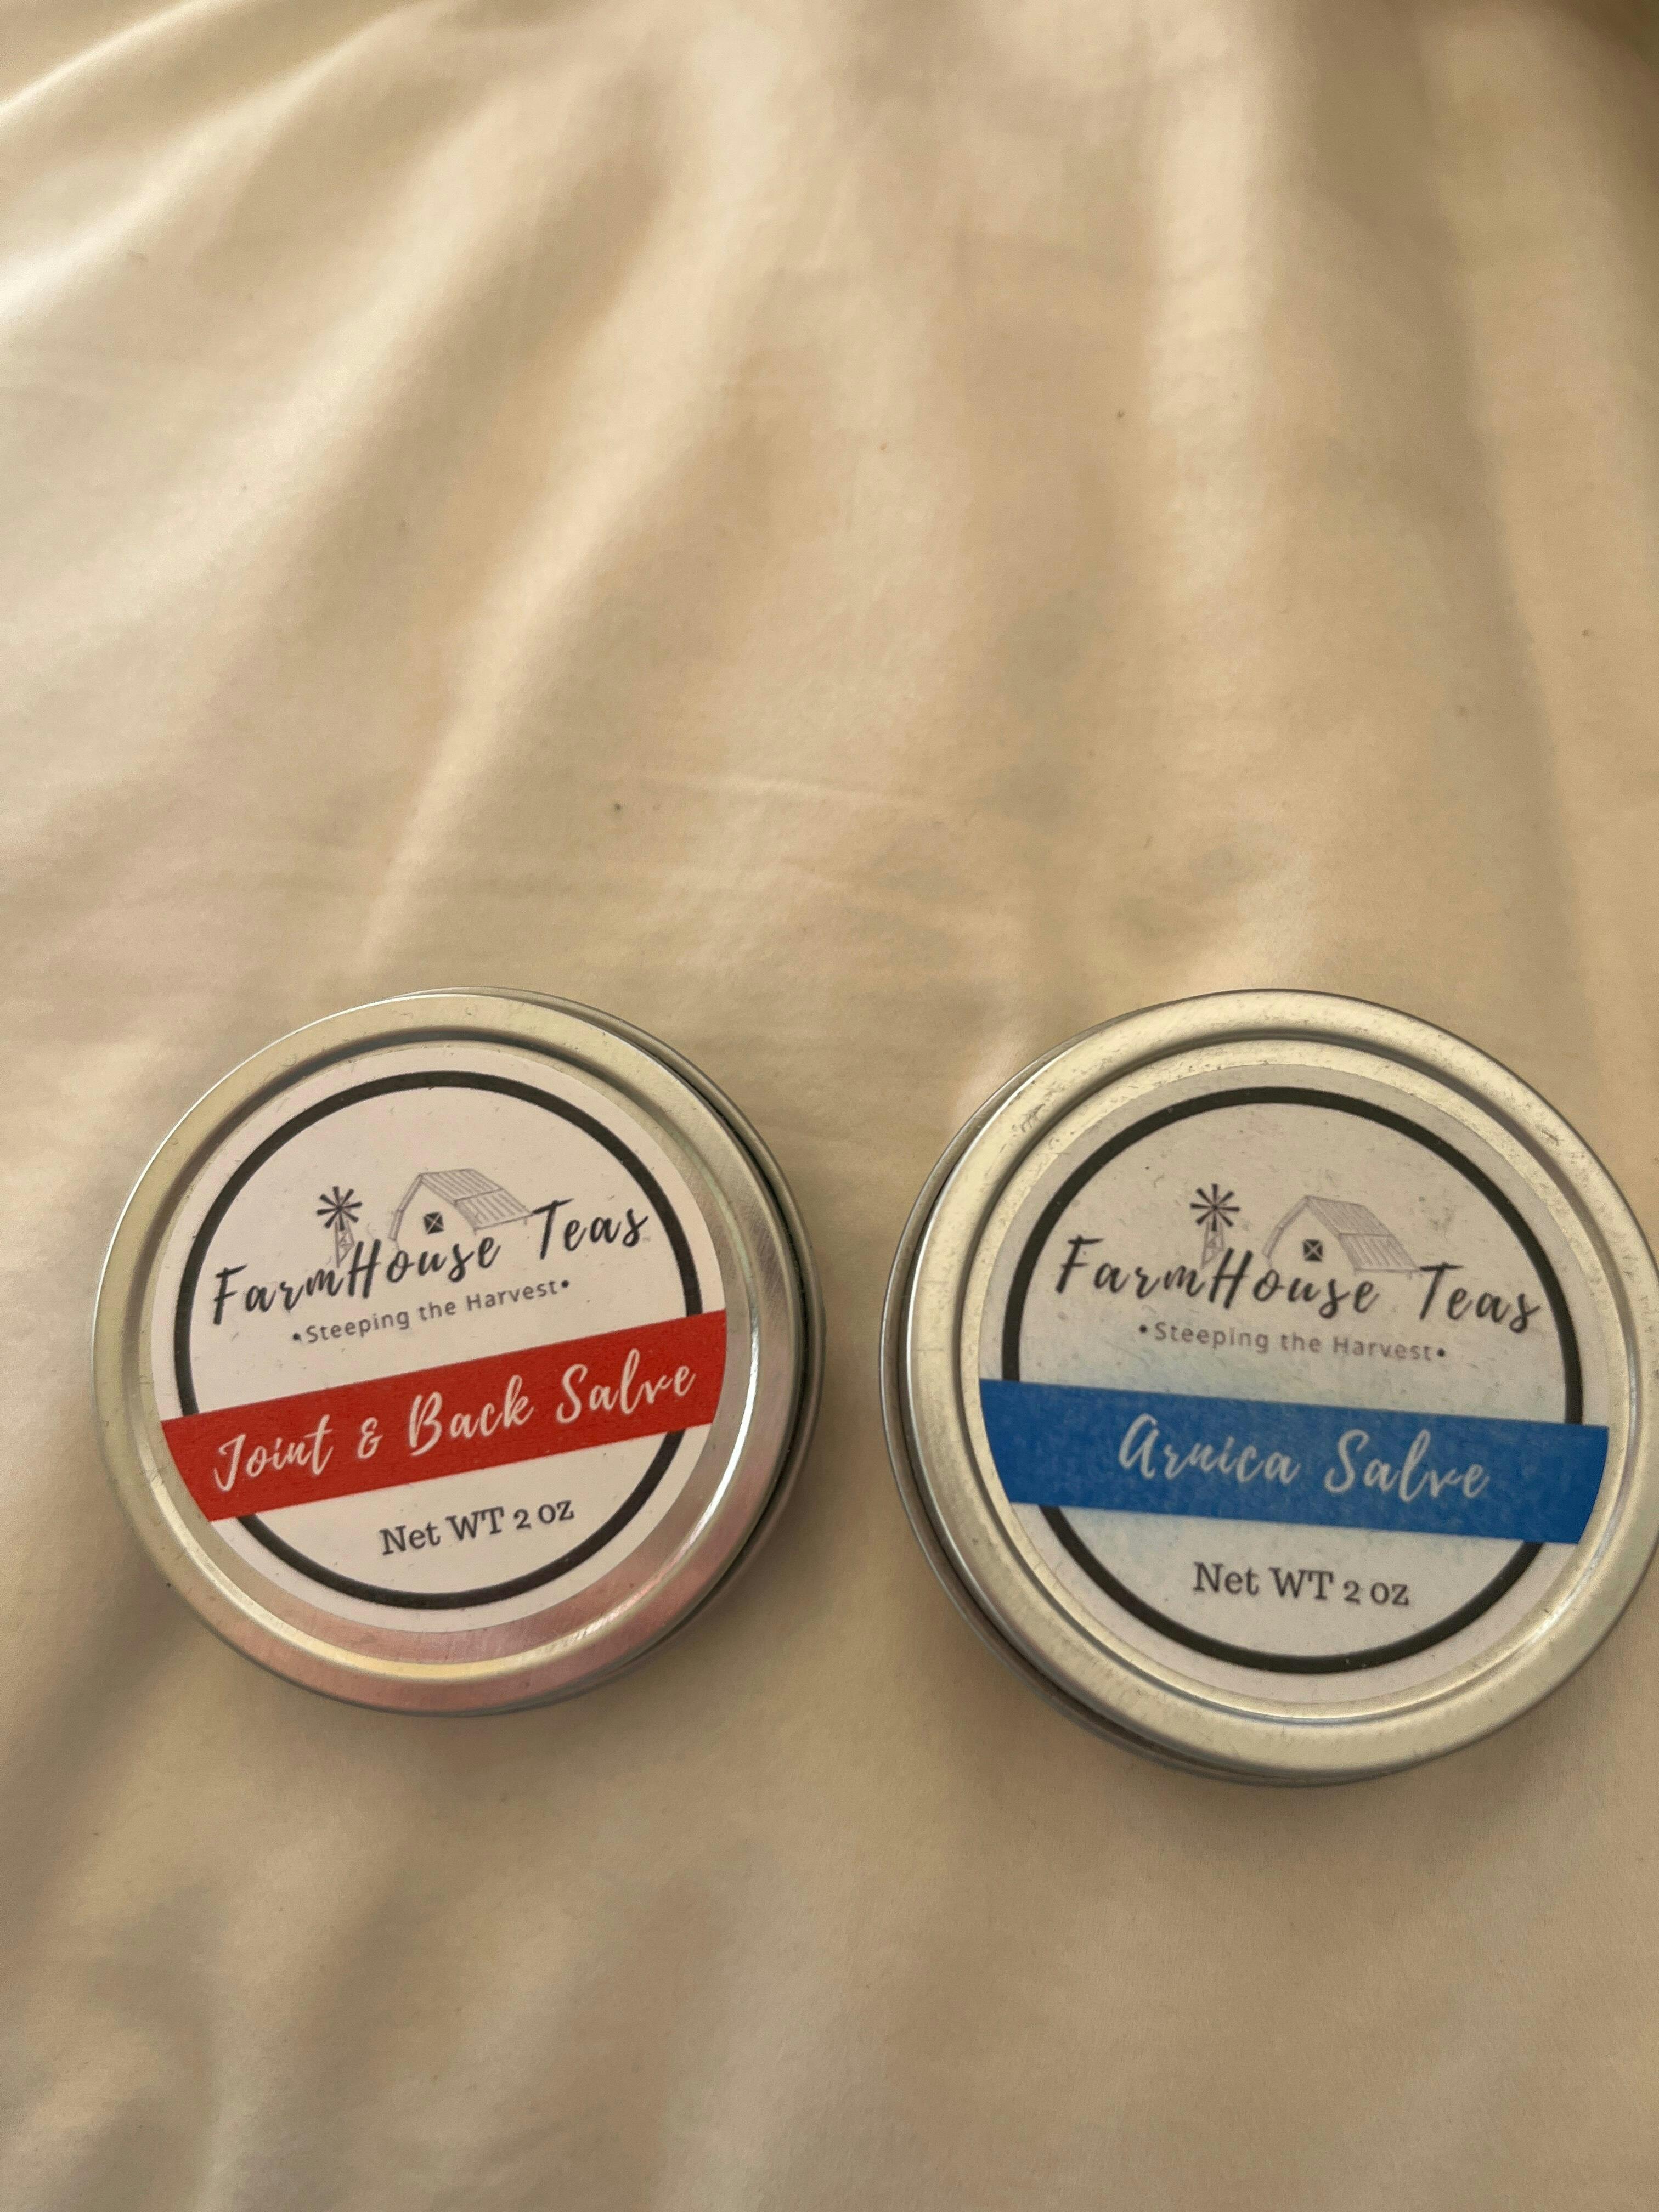 FarmHouse Teas
•Steeping the Harvest•
Joint & Back Salve
Net WT 2 oz
FarmHouse Teas
•Steeping the Harvest•
Arnica Salve
Net WT 2 oz